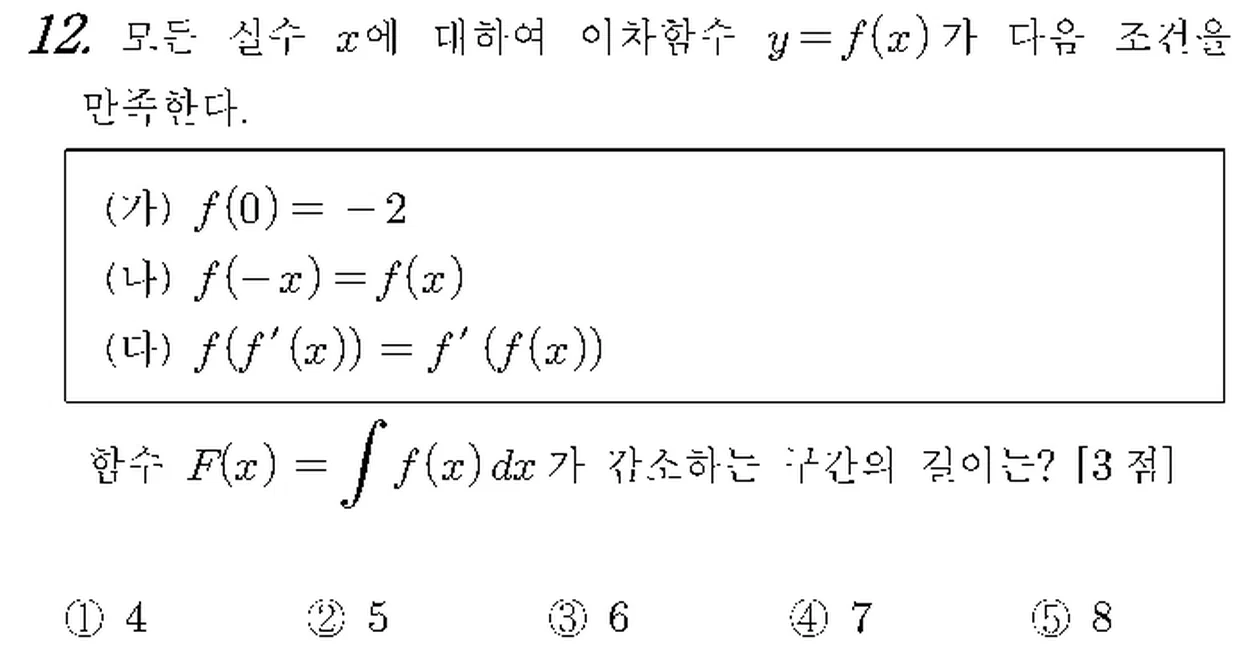 12. 모든 실수 x에 대하여 이차함수 y=f(x)가 다음 조건을
만족한다.
(가) f(0)= -2
(나) f(-x)=f(x)
(다) f(f′(x)) = f′(f(x))
함수 F(x) = ∫ f(x)dx가 감소하는 구간의 길이는? [3점]
① 4 ② 5 ③ 6 ④ 7 ⑤ 8